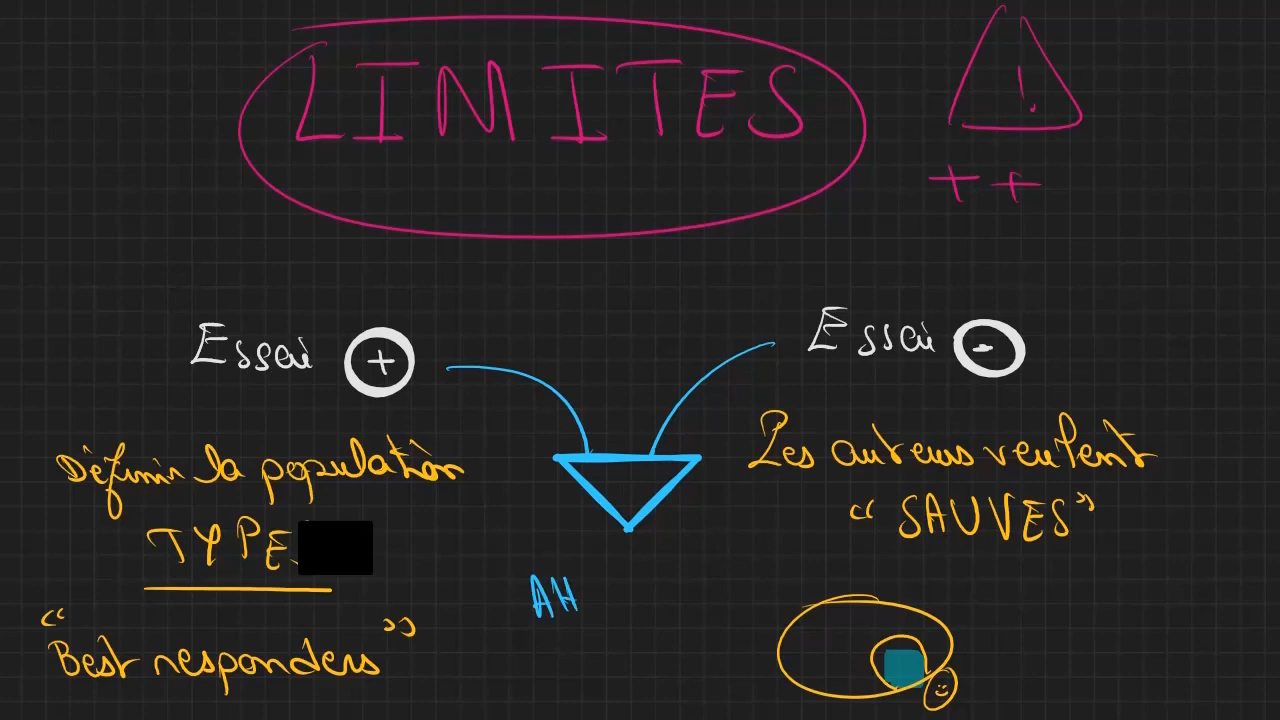 LIMITES !
++
Essai + Essai -
Définir la population
TYPE
"Best responders"
Les auteurs veulent
"SAUVES"
AH